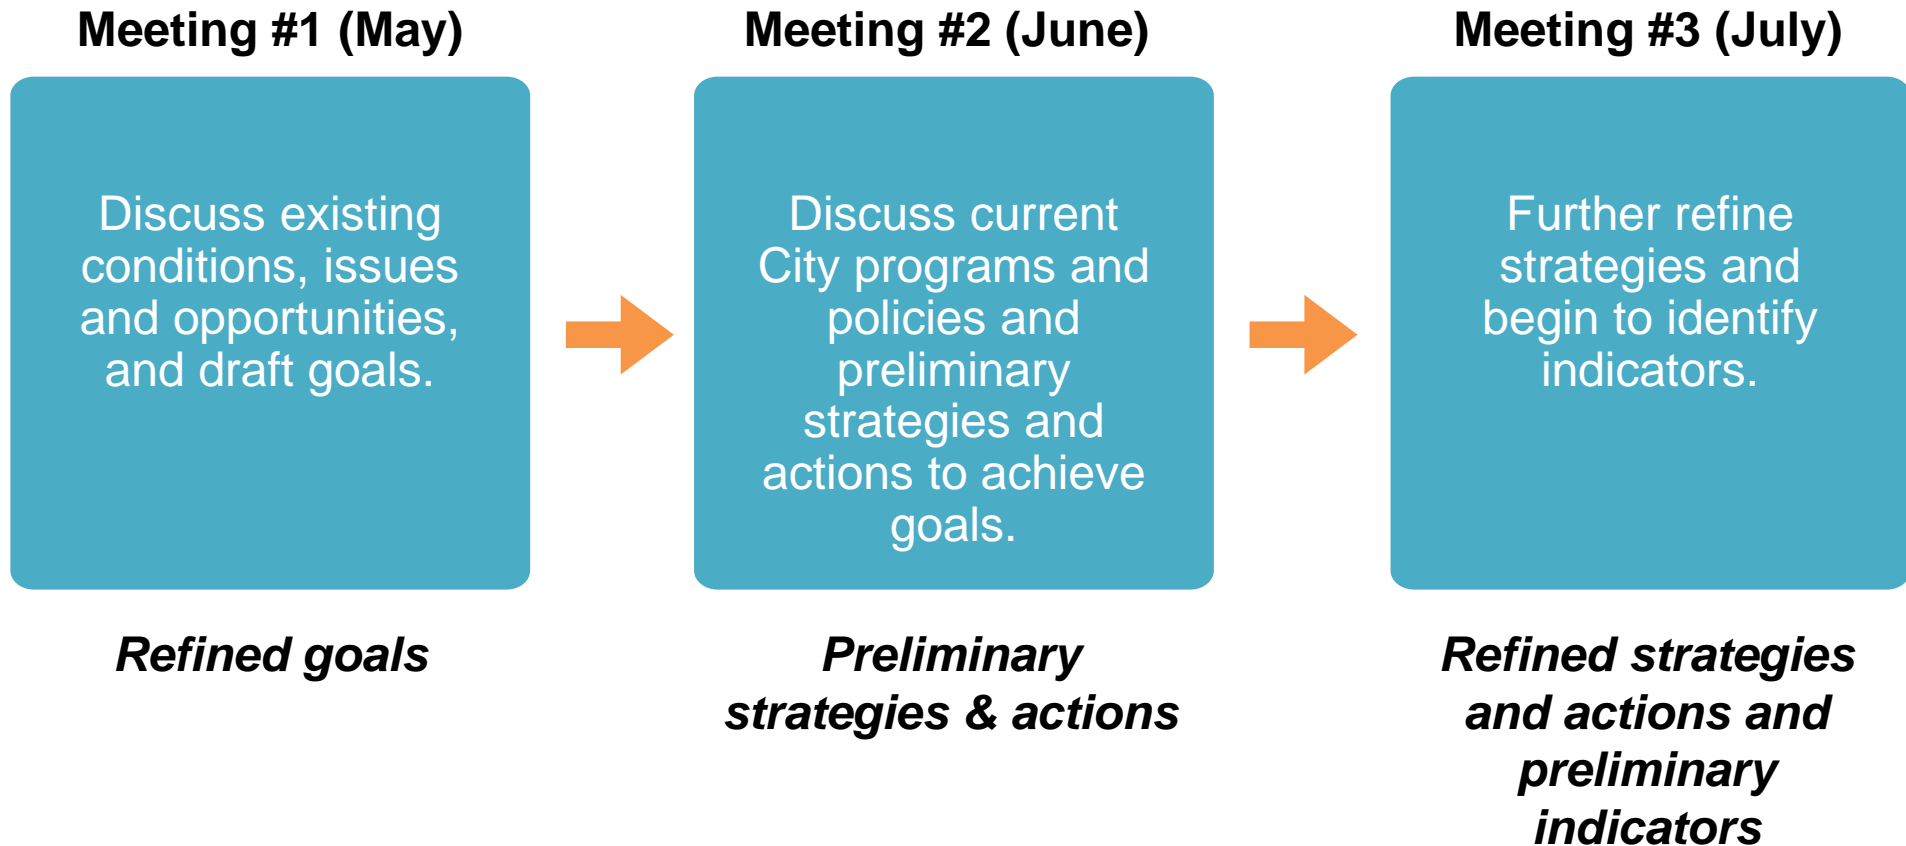 Meeting #1 (May)
Discuss existing
conditions, issues
and opportunities,
and draft goals.
Refined goals
Meeting #2 (June)
Discuss current
City programs and
policies and
preliminary
strategies and
actions to achieve
goals.
Preliminary
strategies & actions
Meeting #3 (July)
Further refine
strategies and
begin to identify
indicators.
Refined strategies
and actions and
preliminary
indicators